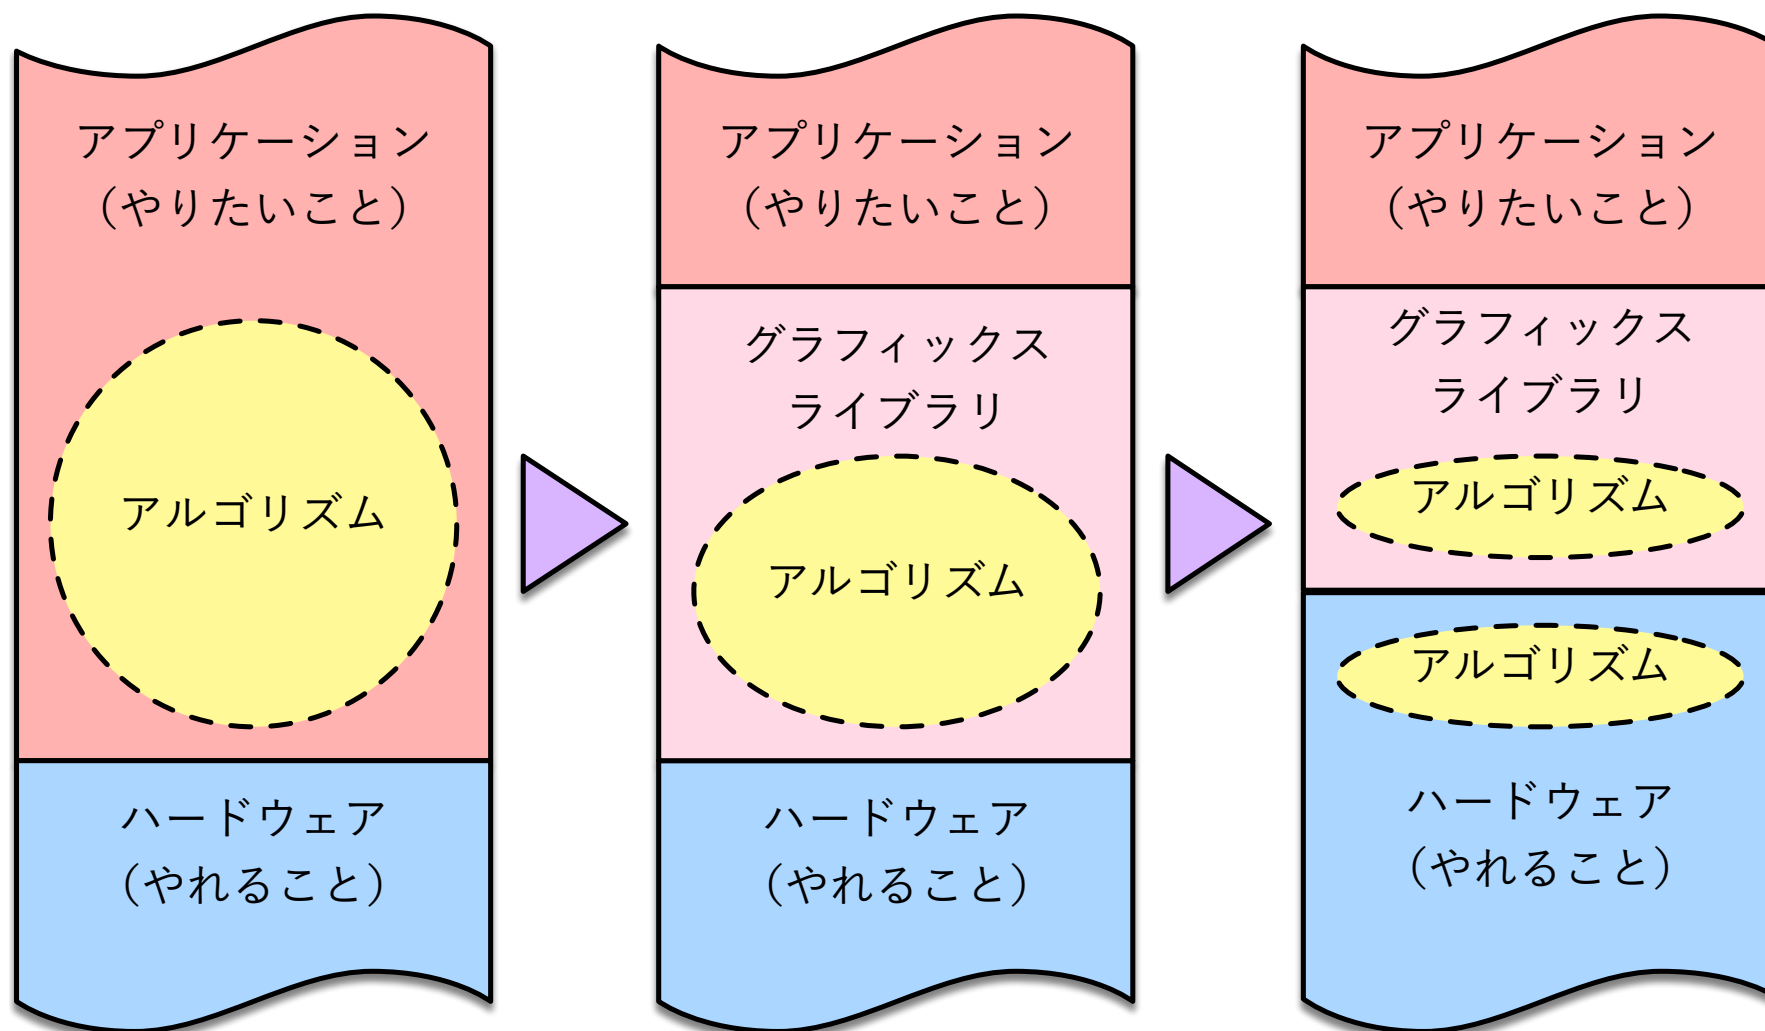 アプリケーション
（やりたいこと）
アルゴリズム
ハードウェア
（やれること）
アプリケーション
（やりたいこと）
グラフィックス
ライブラリ
アルゴリズム
ハードウェア
（やれること）
アプリケーション
（やりたいこと）
グラフィックス
ライブラリ
アルゴリズム
アルゴリズム
ハードウェア
（やれること）